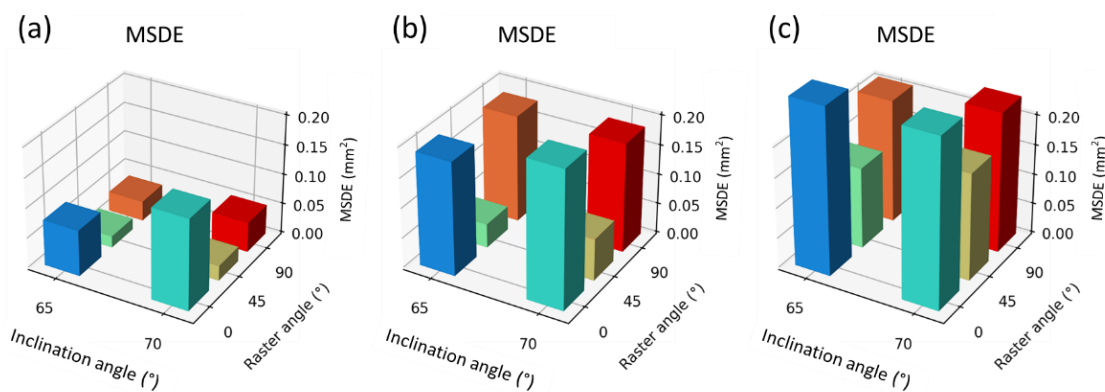 (a)
MSDE
0.20
0.15
0.10
0.05
0.00
MSDE (mm²)
90
45
0
Raster angle (°)
65
70
Inclination angle (°)
(b)
MSDE
0.20
0.15
0.10
0.05
0.00
MSDE (mm²)
90
45
0
Raster angle (°)
65
70
Inclination angle (°)
(c)
MSDE
0.20
0.15
0.10
0.05
0.00
MSDE (mm²)
90
45
0
Raster angle (°)
65
70
Inclination angle (°)